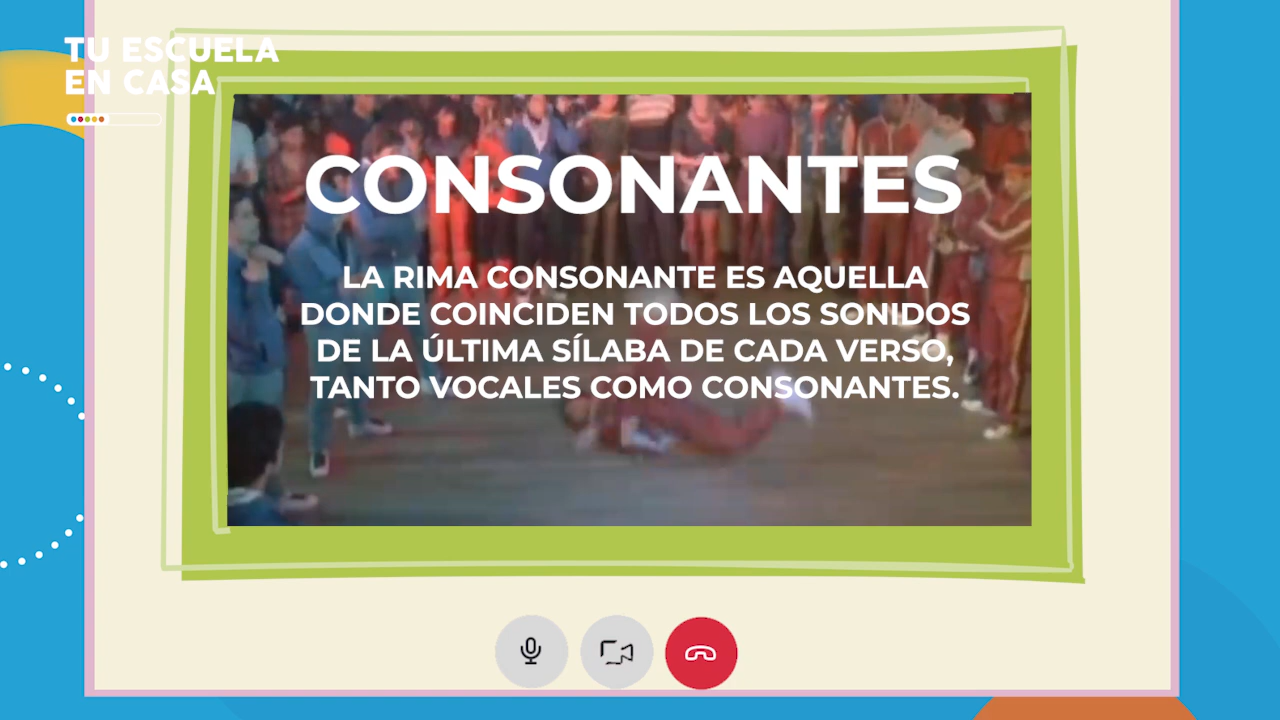 TU ESCUELA
EN CASA
CONSONANTES
LA RIMA CONSONANTE ES AQUELLA
DONDE COINCIDEN TODOS LOS SONIDOS
DE LA ÚLTIMA SÍLABA DE CADA VERSO,
TANTO VOCALES COMO CONSONANTES.